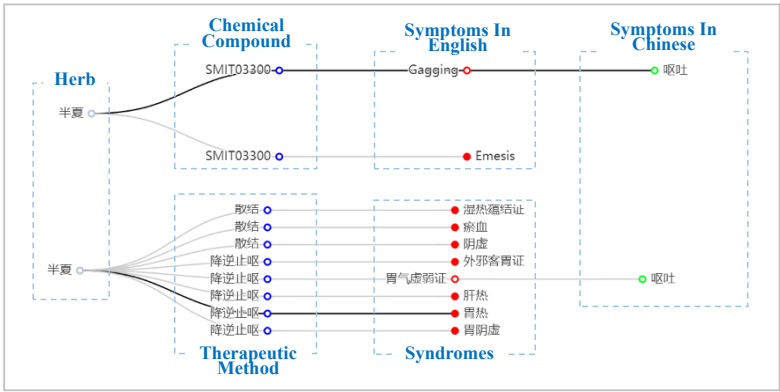 Chemical
Compound
Symptoms In
English
Symptoms In
Chinese
Herb
SMIT03300
Gagging
呕吐
半夏
SMIT03300
Emesis
散结
湿热蕴结证
散结
瘀血
散结
阴虚
降逆止呕
外邪客胃证
半夏
降逆止呕
胃气虚弱证
呕吐
降逆止呕
肝热
降逆止呕
胃热
降逆止呕
胃阴虚
Therapeutic
Method
Syndromes